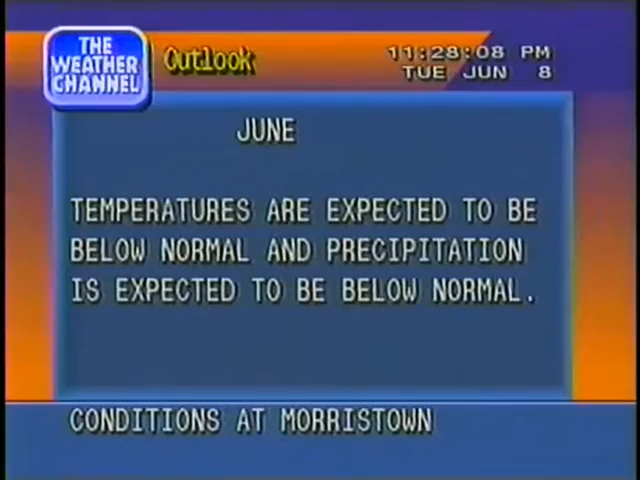 THE
WEATHER
CHANNEL
Outlook
11:28:08 PM
TUE JUN 8
JUNE
TEMPERATURES ARE EXPECTED TO BE
BELOW NORMAL AND PRECIPITATION
IS EXPECTED TO BE BELOW NORMAL.
CONDITIONS AT MORRISTOWN